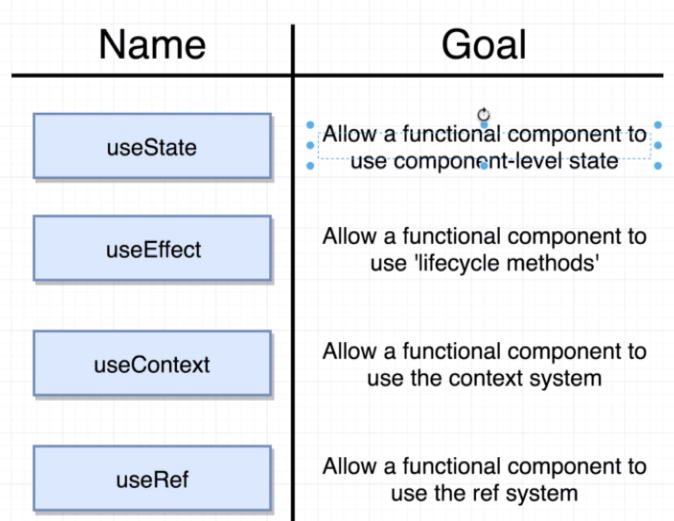 Name
Goal
useState
Allow a functional component to
use component-level state
useEffect
Allow a functional component to
use 'lifecycle methods'
useContext
Allow a functional component to
use the context system
useRef
Allow a functional component to
use the ref system